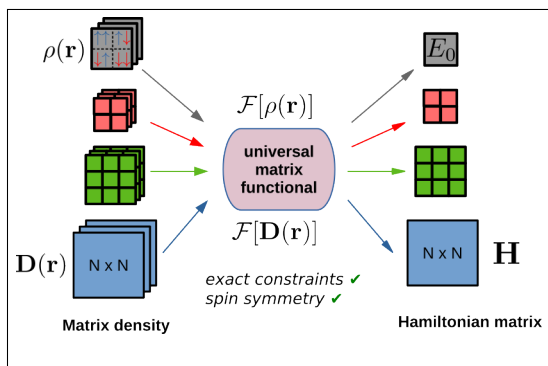 ρ(r)
E₀
F[ρ(r)]
universal
matrix
functional
F[D(r)]
D(r)
N x N
N x N
H
exact constraints ✔
spin symmetry ✔
Matrix density
Hamiltonian matrix